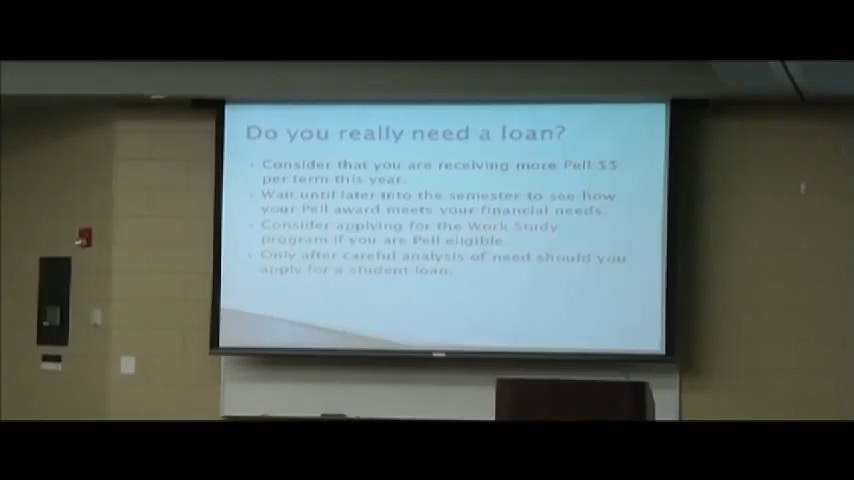 Do you really need a loan?
Consider that you are receiving more Pell $$
per term this year.
Wait until later into the semester to see how
your Pell award meets your financial needs.
Consider applying for the Work Study
program if you are Pell eligible.
Only after careful analysis of need should you
apply for a student loan.